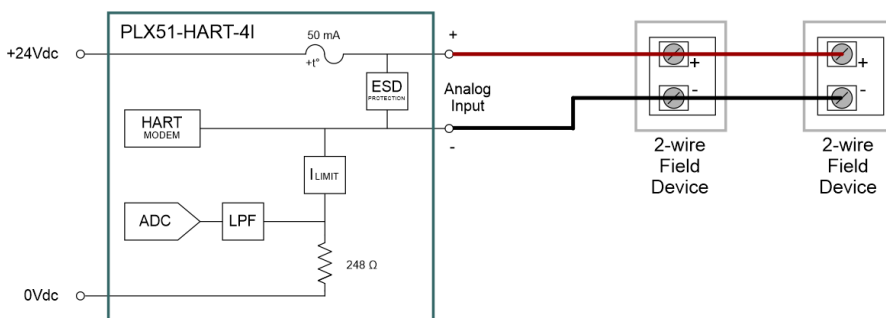 PLX51-HART-4I
50 mA
+t°
+24Vdc
+
ESD
PROTECTION
Analog
Input
HART
MODEM
-
I LIMIT
ADC
LPF
248 Ω
0Vdc
+
-
2-wire
Field
Device
+
-
2-wire
Field
Device